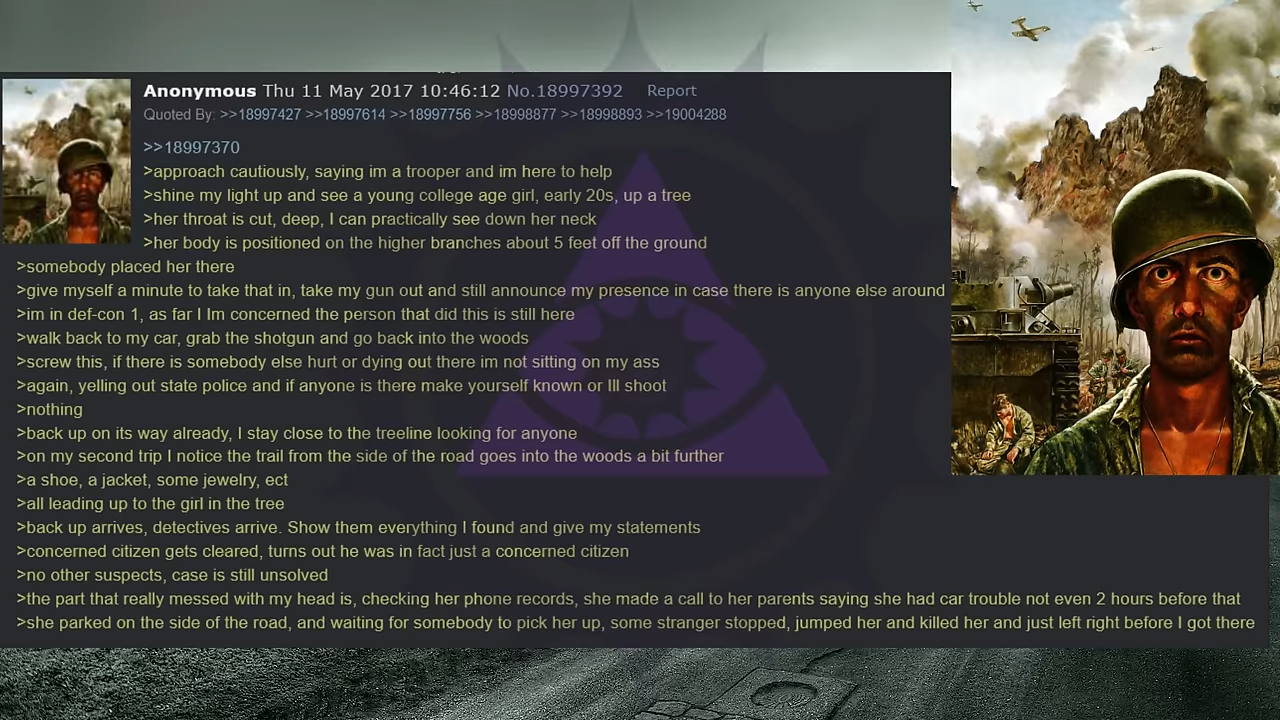 Anonymous Thu 11 May 2017 10:46:12 No.18997392 Report
Quoted By: >>18997427 >>18997614 >>18997756 >>18998877 >>18998893 >>19004288
>>18997370
>approach cautiously, saying im a trooper and im here to help
>shine my light up and see a young college age girl, early 20s, up a tree
>her throat is cut, deep, I can practically see down her neck
>her body is positioned on the higher branches about 5 feet off the ground
>somebody placed her there
>give myself a minute to take that in, take my gun out and still announce my presence in case there is anyone else around
>im in def-con 1, as far I Im concerned the person that did this is still here
>walk back to my car, grab the shotgun and go back into the woods
>screw this, if there is somebody else hurt or dying out there im not sitting on my ass
>again, yelling out state police and if anyone is there make yourself known or Ill shoot
>nothing
>back up on its way already, I stay close to the treeline looking for anyone
>on my second trip I notice the trail from the side of the road goes into the woods a bit further
>a shoe, a jacket, some jewelry, ect
>all leading up to the girl in the tree
>back up arrives, detectives arrive. Show them everything I found and give my statements
>concerned citizen gets cleared, turns out he was in fact just a concerned citizen
>no other suspects, case is still unsolved
>the part that really messed with my head is, checking her phone records, she made a call to her parents saying she had car trouble not even 2 hours before that
>she parked on the side of the road, and waiting for somebody to pick her up, some stranger stopped, jumped her and killed her and just left right before I got there